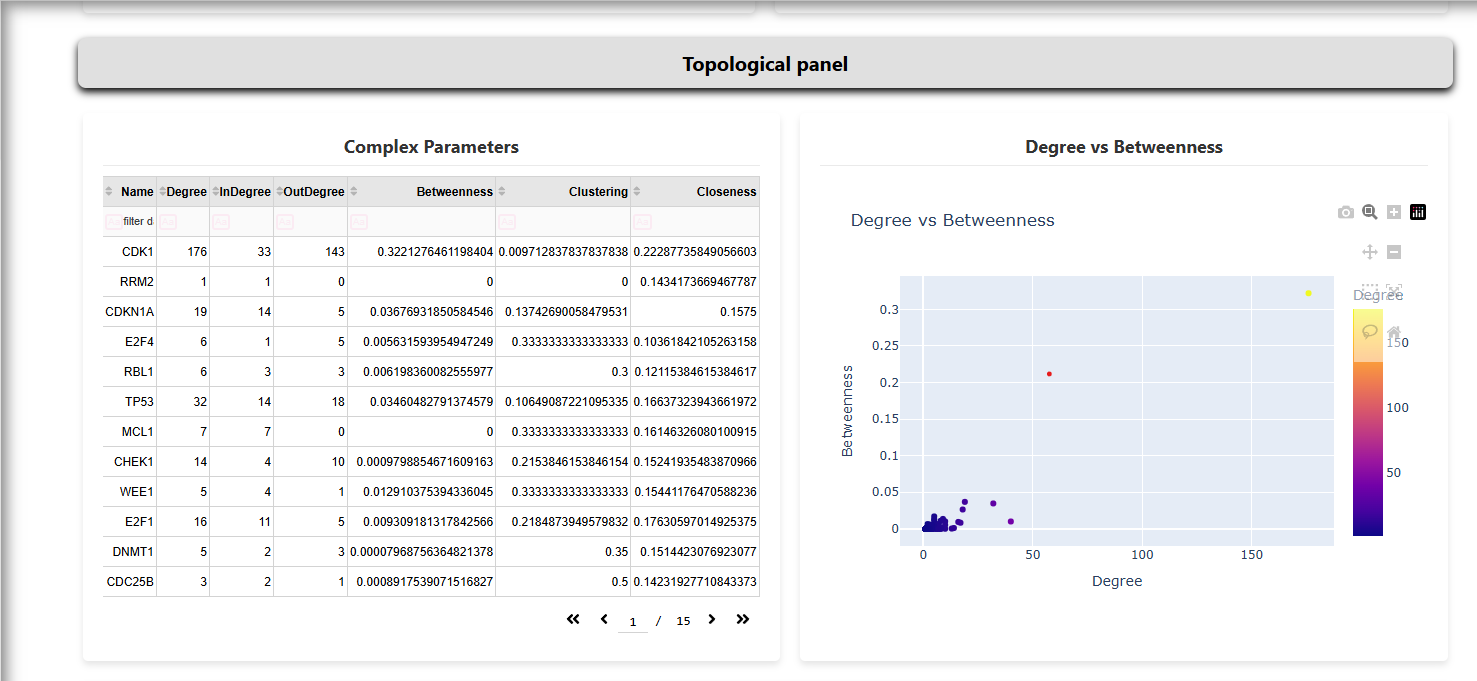 Topological panel
Complex Parameters
Name Degree InDegree OutDegree Betweenness Clustering Closeness
Aa filter d Aa Aa Aa Aa Aa Aa
CDK1 176 33 143 0.3221276461198404 0.009712837837837838 0.22287735849056603
RRM2 1 1 0 0 0 0.1434173669467787
CDKN1A 19 14 5 0.03676931850584546 0.13742690058479531 0.1575
E2F4 6 1 5 0.005631593954947249 0.3333333333333333 0.10361842105263158
RBL1 6 3 3 0.006198360082555977 0.3 0.12115384615384617
TP53 32 14 18 0.03460482791374579 0.10649087221095335 0.16637323943661972
MCL1 7 7 0 0 0.3333333333333333 0.16146326080100915
CHEK1 14 4 10 0.0009798854671609163 0.2153846153846154 0.15241935483870966
WEE1 5 4 1 0.012910375394336045 0.3333333333333333 0.15441176470588236
E2F1 16 11 5 0.009309181317842566 0.2184873949579832 0.17630597014925375
DNMT1 5 2 3 0.00007968756364821378 0.35 0.1514423076923077
CDC25B 3 2 1 0.0008917539071516827 0.5 0.14231927710843373
1 / 15
Degree vs Betweenness
Degree vs Betweenness
Betweenness
0.3
0.25
0.2
0.15
0.1
0.05
0
0 50 100 150
Degree
Degree
150
100
50